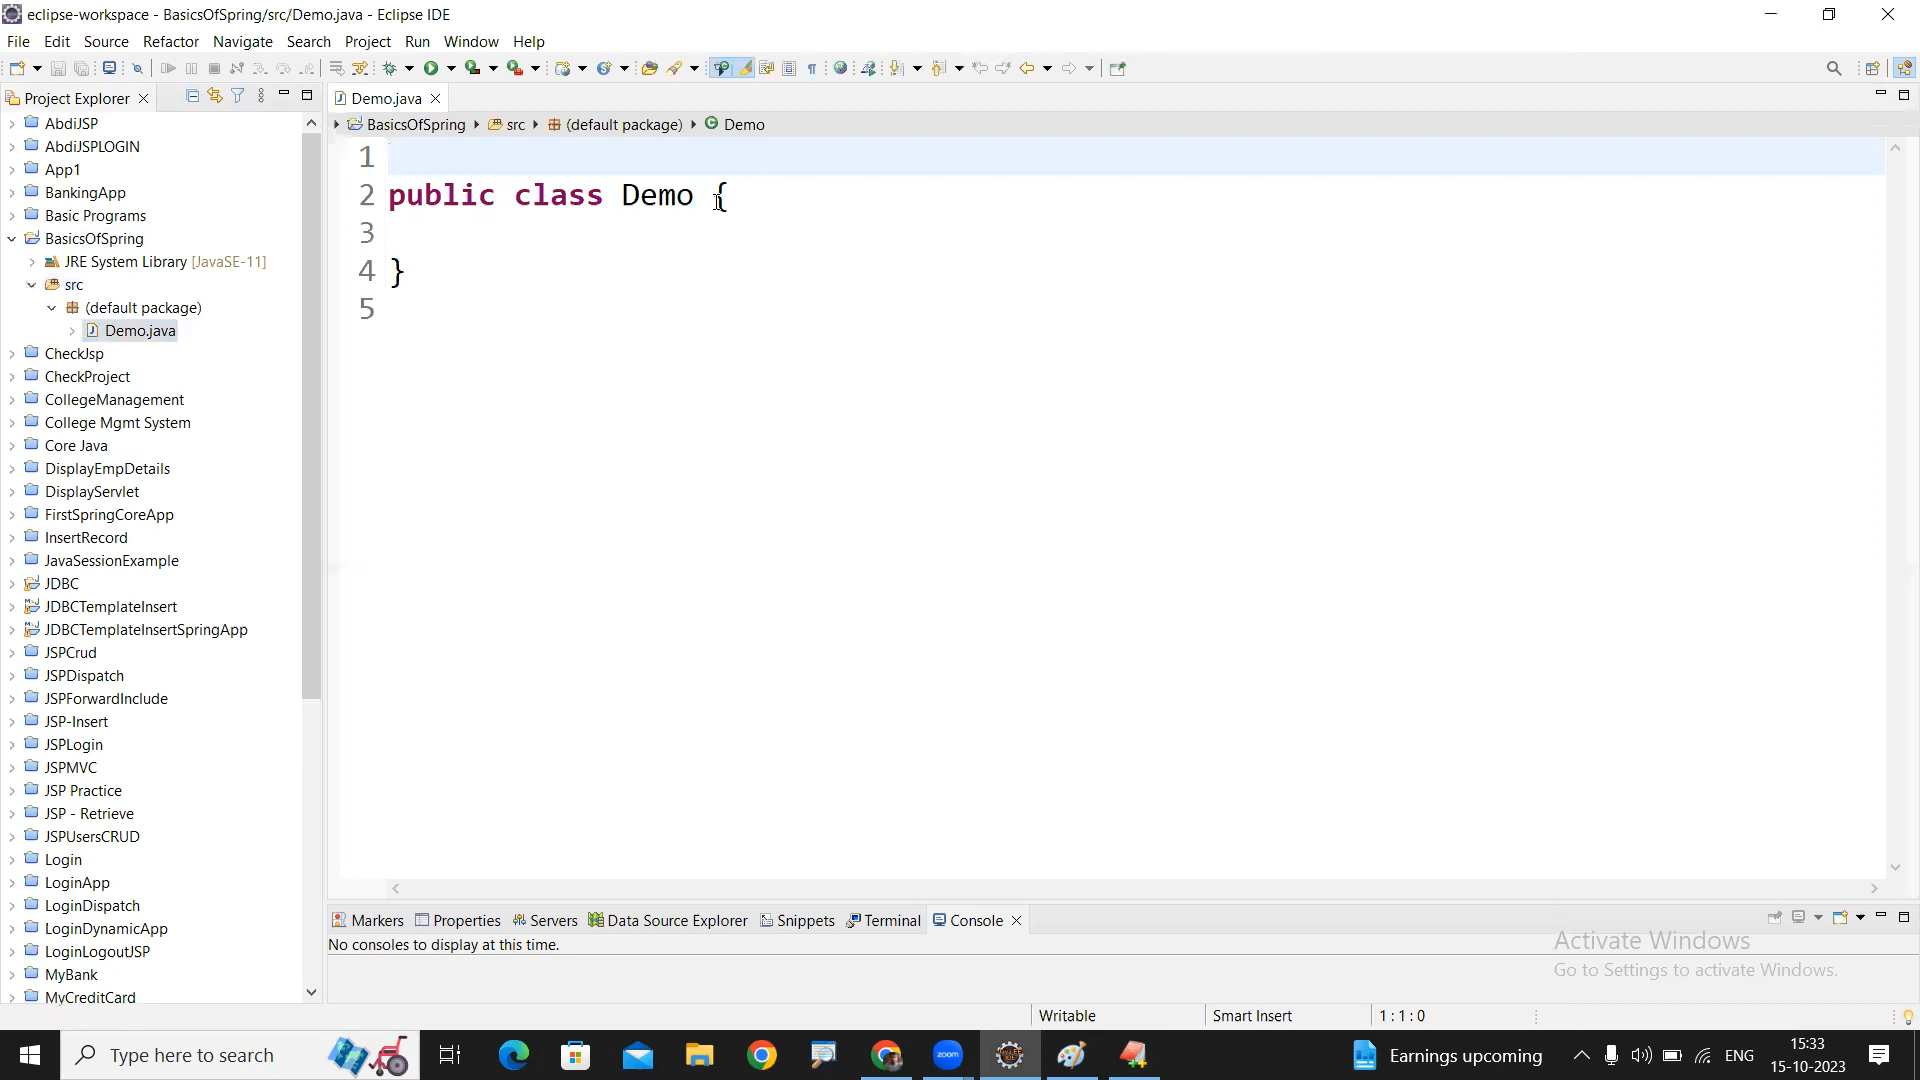 eclipse-workspace - BasicsOfSpring/src/Demo.java - Eclipse IDE
File Edit Source Refactor Navigate Search Project Run Window Help
Project Explorer
Demo.java
BasicsOfSpring src (default package) Demo
AbdiJSP
AbdiJSPLOGIN
App1
BankingApp
Basic Programs
BasicsOfSpring
JRE System Library [JavaSE-11]
src
(default package)
Demo.java
CheckJsp
CheckProject
CollegeManagement
College Mgmt System
Core Java
DisplayEmpDetails
DisplayServlet
FirstSpringCoreApp
InsertRecord
JavaSessionExample
JDBC
JDBCTemplateInsert
JDBCTemplateInsertSpringApp
JSPCrud
JSPDispatch
JSPForwardInclude
JSP-Insert
JSPLogin
JSPMVC
JSP Practice
JSP - Retrieve
JSPUsersCRUD
Login
LoginApp
LoginDispatch
LoginDynamicApp
LoginLogoutJSP
MyBank
MyCreditCard
1
2 public class Demo {
3
4 }
5
Markers Properties Servers Data Source Explorer Snippets Terminal Console
No consoles to display at this time.
Activate Windows
Go to Settings to activate Windows.
Writable Smart Insert 1 : 1 : 0
Type here to search
zoom
Earnings upcoming
ENG
15:33
15-10-2023